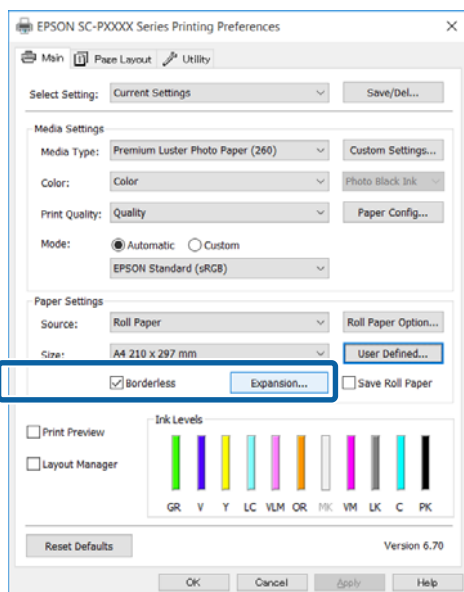 EPSON SC-PXXXX Series Printing Preferences
Main Page Layout Utility
Select Setting: Current Settings Save/Del...
Media Settings
Media Type: Premium Luster Photo Paper (260) Custom Settings...
Color: Color Photo Black Ink
Print Quality: Quality Paper Config...
Mode: Automatic Custom
EPSON Standard (sRGB)
Paper Settings
Source: Roll Paper Roll Paper Option...
Size: A4 210 x 297 mm User Defined...
Borderless Expansion... Save Roll Paper
Print Preview
Layout Manager
Ink Levels
GR V Y LC VLM OR MK VM LK C PK
Reset Defaults Version 6.70
OK Cancel Apply Help